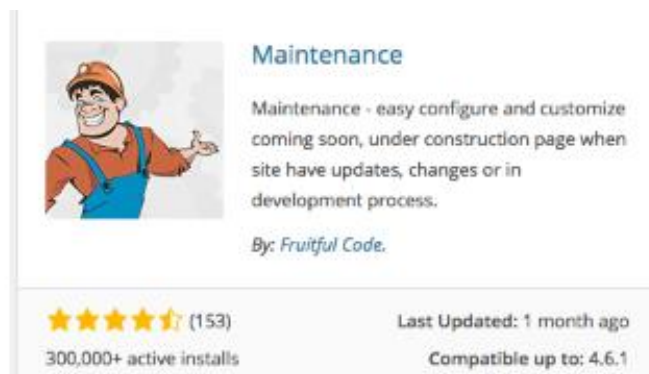 Maintenance
Maintenance - easy configure and customize
coming soon, under construction page when
site have updates, changes or in
development process.
By: Fruitful Code.
(153)
Last Updated: 1 month ago
300,000+ active installs
Compatible up to: 4.6.1